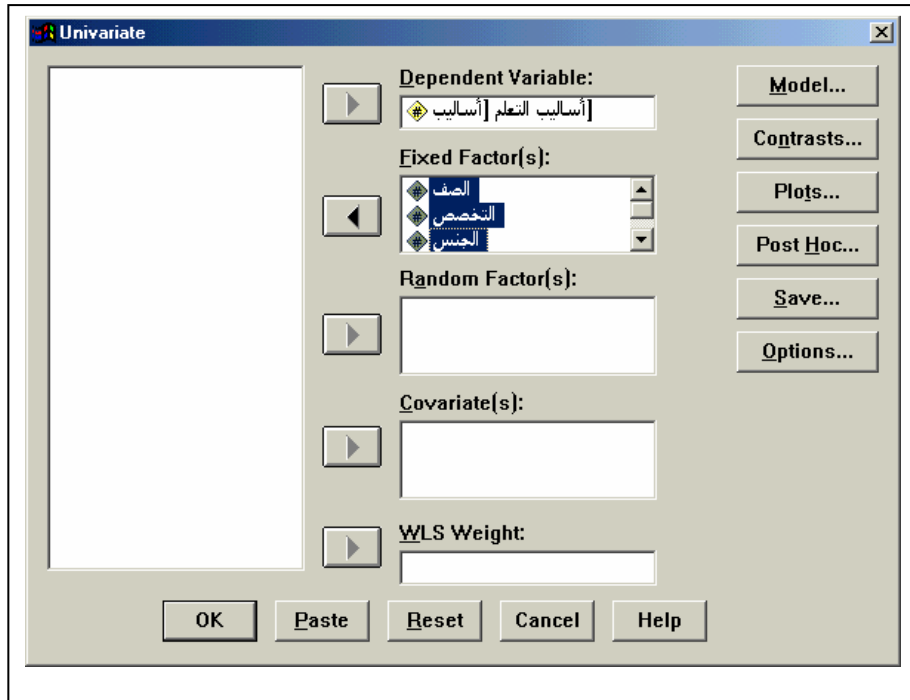 Univariate
Dependent Variable:
أساليب التعلم [أساليب]
Fixed Factor(s):
الصف
التخصص
الجنس
Random Factor(s):
Covariate(s):
WLS Weight:
Model...
Contrasts...
Plots...
Post Hoc...
Save...
Options...
OK Paste Reset Cancel Help